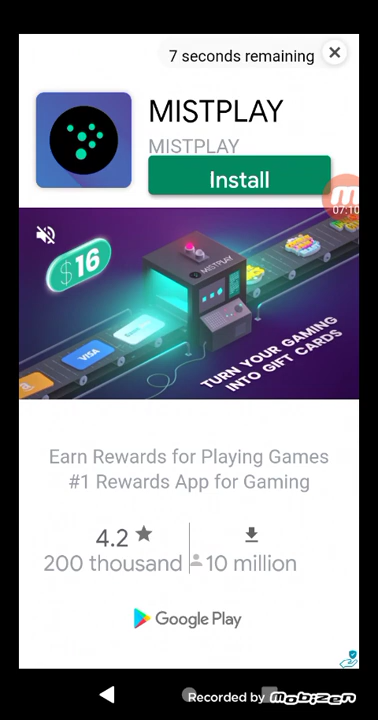 7 seconds remaining
MISTPLAY
MISTPLAY
Install
07:10
$16
MISTPLAY
VISA
TURN YOUR GAMING
INTO GIFT CARDS
Earn Rewards for Playing Games
#1 Rewards App for Gaming
4.2
200 thousand
10 million
Google Play
Recorded by mobizen